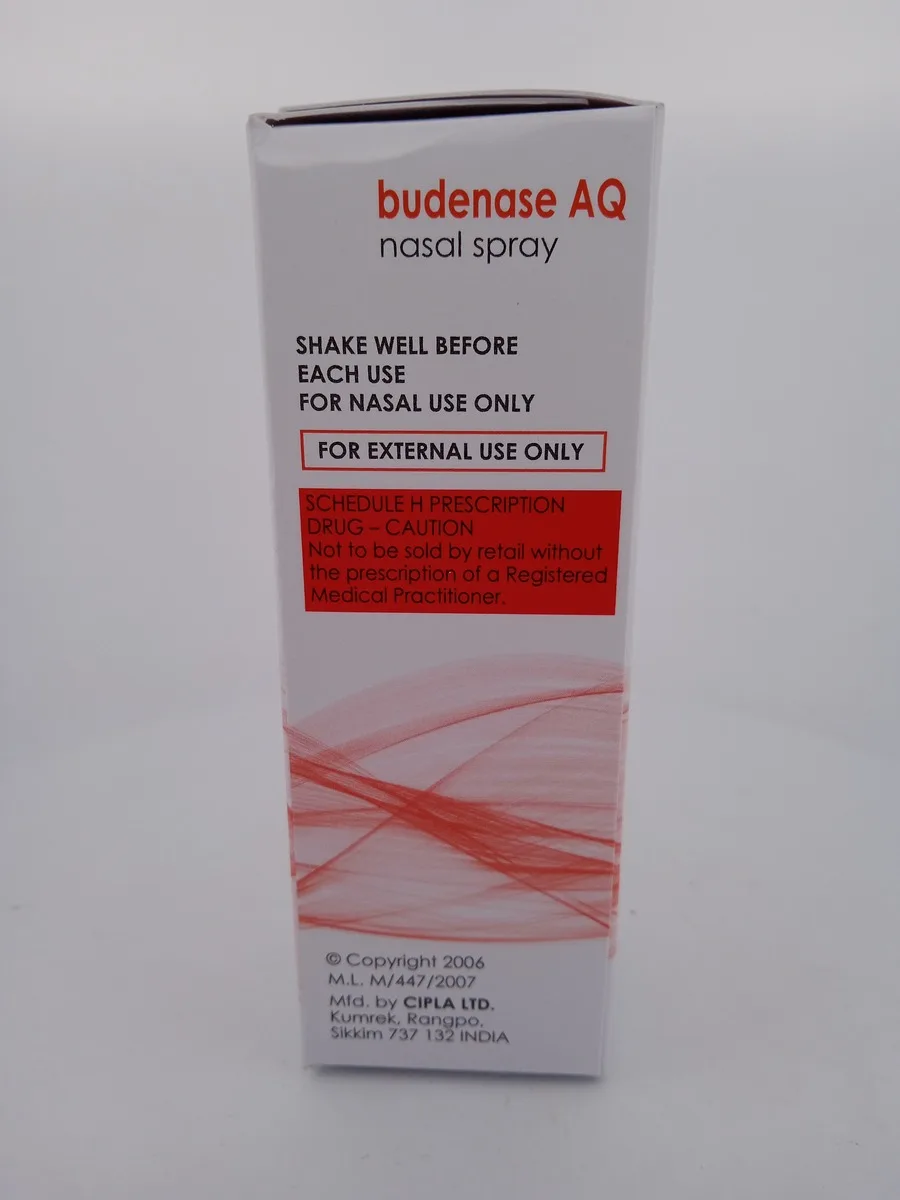 budenase AQ
nasal spray
SHAKE WELL BEFORE
EACH USE
FOR NASAL USE ONLY
FOR EXTERNAL USE ONLY
SCHEDULE H PRESCRIPTION
DRUG – CAUTION
Not to be sold by retail without
the prescription of a Registered
Medical Practitioner.
© Copyright 2006
M.L. M/447/2007
Mfd. by CIPLA LTD.
Kumrek, Rangpo,
Sikkim 737 132 INDIA